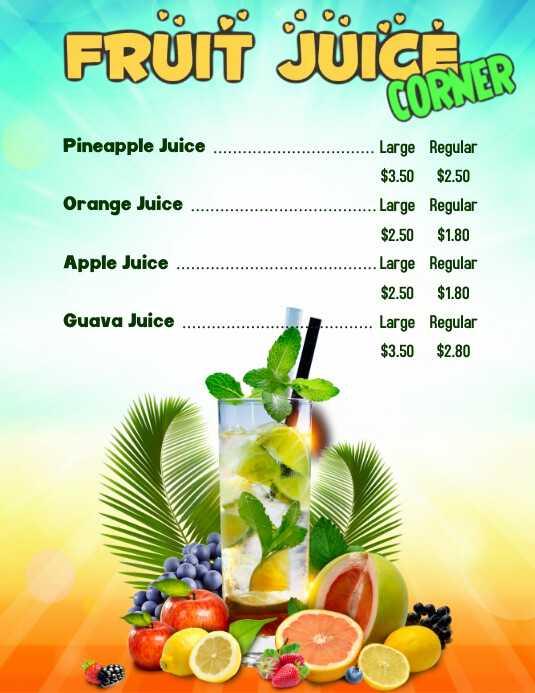 FRUIT JUICE
CORNER
Pineapple Juice ................................ Large Regular
$3.50 $2.50
Orange Juice ..................................... Large Regular
$2.50 $1.80
Apple Juice ........................................ Large Regular
$2.50 $1.80
Guava Juice ...................................... Large Regular
$3.50 $2.80